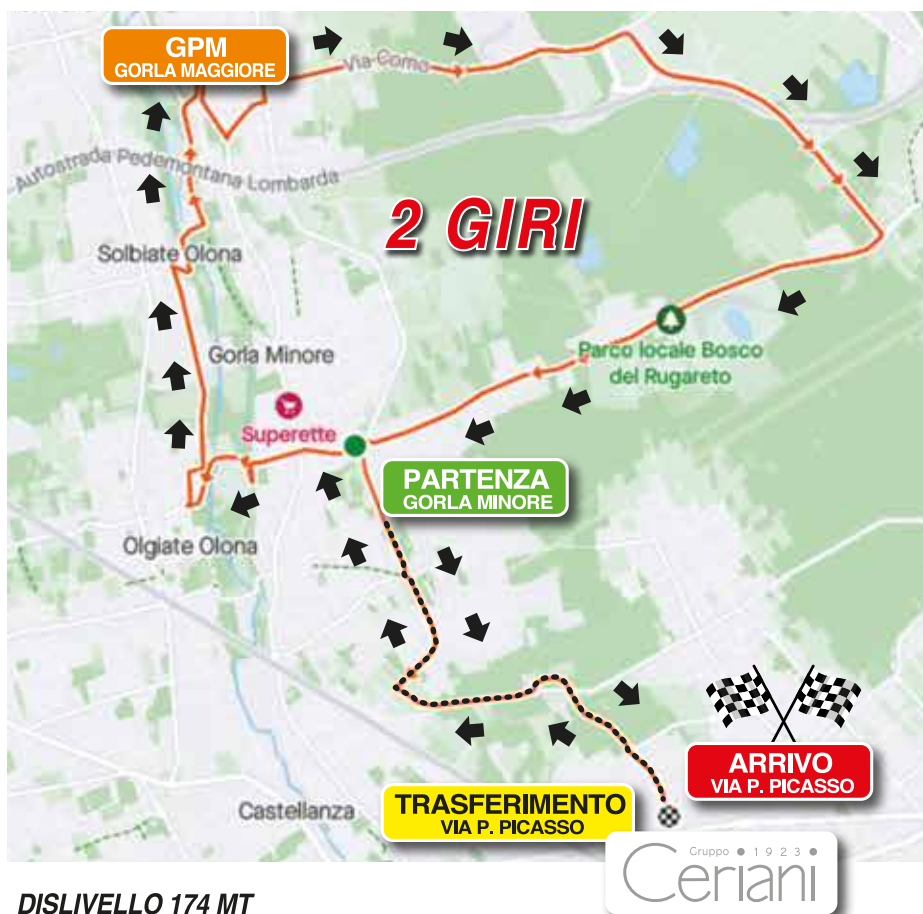 GPM
GORLA MAGGIORE
Via Como
Autostrada Pedemontana Lombarda
2 GIRI
Solbiate Olona
Gorla Minore
Parco locale Bosco
del Rugareto
Superette
PARTENZA
GORLA MINORE
Olgiate Olona
ARRIVO
VIA P. PICASSO
TRASFERIMENTO
VIA P. PICASSO
Castellanza
Gruppo • 1923 •
Ceriani
DISLIVELLO 174 MT